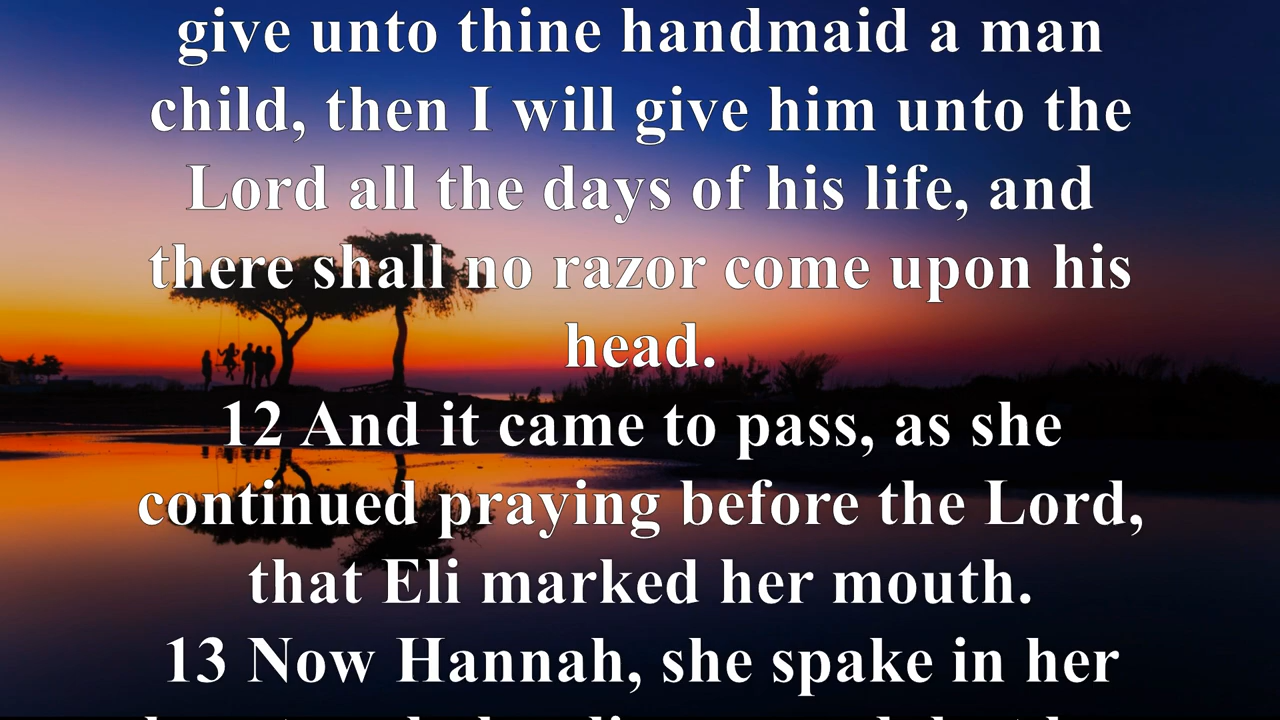 give unto thine handmaid a man
child, then I will give him unto the
Lord all the days of his life, and
there shall no razor come upon his
head.
12 And it came to pass, as she
continued praying before the Lord,
that Eli marked her mouth.
13 Now Hannah, she spake in her